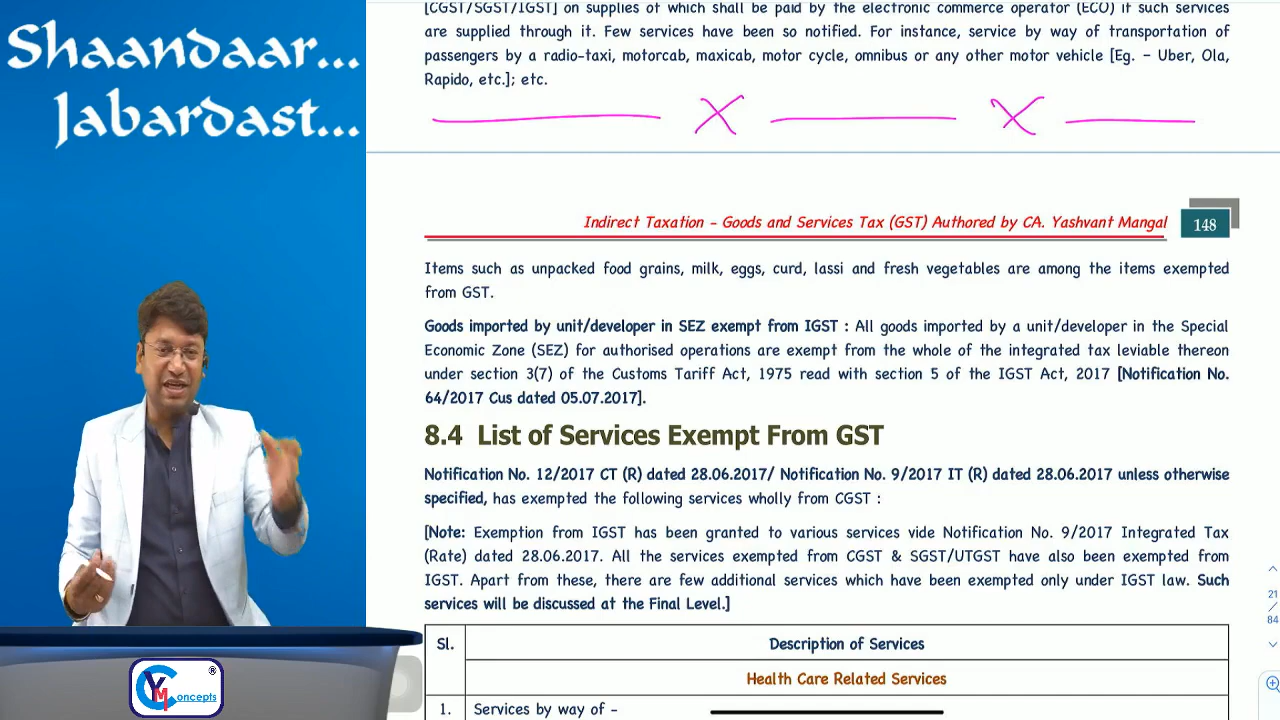 Shaandaar...
Jabardast...
[CGST/SGST/IGST] on supplies of which shall be paid by the electronic commerce operator (ECO) if such services
are supplied through it. Few services have been so notified. For instance, service by way of transportation of
passengers by a radio-taxi, motorcab, maxicab, motor cycle, omnibus or any other motor vehicle [Eg. - Uber, Ola,
Rapido, etc.]; etc.
X X
Indirect Taxation - Goods and Services Tax (GST) Authored by CA. Yashvant Mangal 148
Items such as unpacked food grains, milk, eggs, curd, lassi and fresh vegetables are among the items exempted
from GST.
Goods imported by unit/developer in SEZ exempt from IGST : All goods imported by a unit/developer in the Special
Economic Zone (SEZ) for authorised operations are exempt from the whole of the integrated tax leviable thereon
under section 3(7) of the Customs Tariff Act, 1975 read with section 5 of the IGST Act, 2017 [Notification No.
64/2017 Cus dated 05.07.2017].
8.4 List of Services Exempt From GST
Notification No. 12/2017 CT (R) dated 28.06.2017/ Notification No. 9/2017 IT (R) dated 28.06.2017 unless otherwise
specified, has exempted the following services wholly from CGST :
[Note: Exemption from IGST has been granted to various services vide Notification No. 9/2017 Integrated Tax
(Rate) dated 28.06.2017. All the services exempted from CGST & SGST/UTGST have also been exempted from
IGST. Apart from these, there are few additional services which have been exempted only under IGST law. Such
services will be discussed at the Final Level.]
Sl. Description of Services
Health Care Related Services
1. Services by way of -
21
/
84
YM Concepts ®